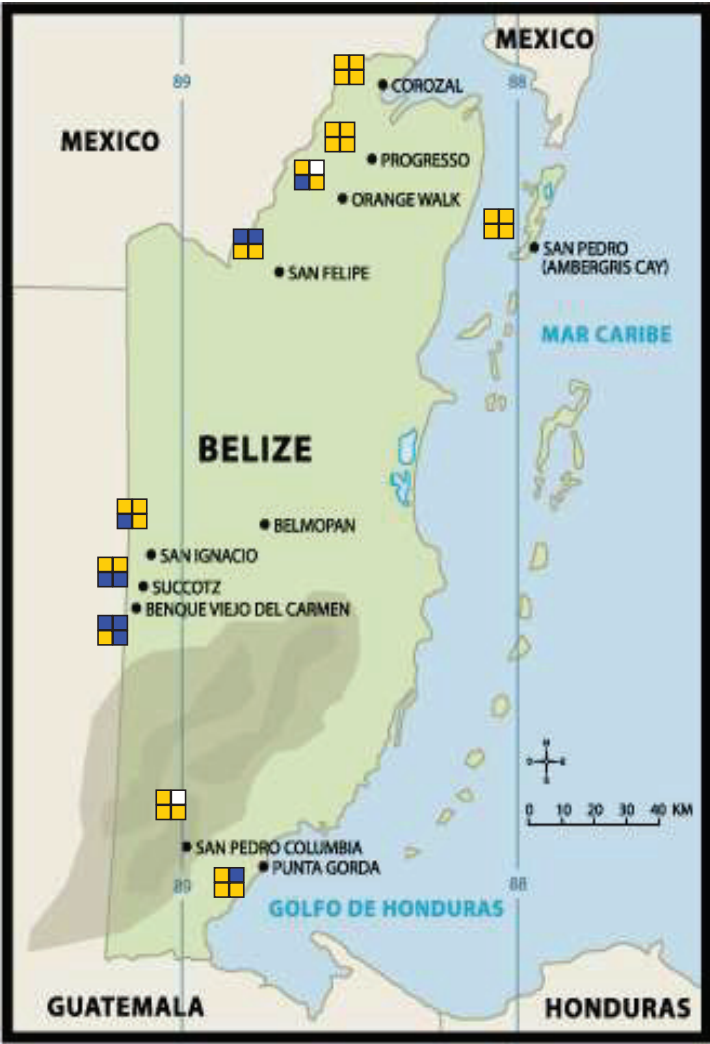 MEXICO
89
88
COROZAL
MEXICO
PROGRESSO
ORANGE WALK
SAN PEDRO
(AMBERGRIS CAY)
SAN FELIPE
MAR CARIBE
BELIZE
BELMOPAN
SAN IGNACIO
SUCCOTZ
BENQUE VIEJO DEL CARMEN
0 10 20 30 40 KM
SAN PEDRO COLUMBIA
PUNTA GORDA
89
88
GOLFO DE HONDURAS
GUATEMALA
HONDURAS